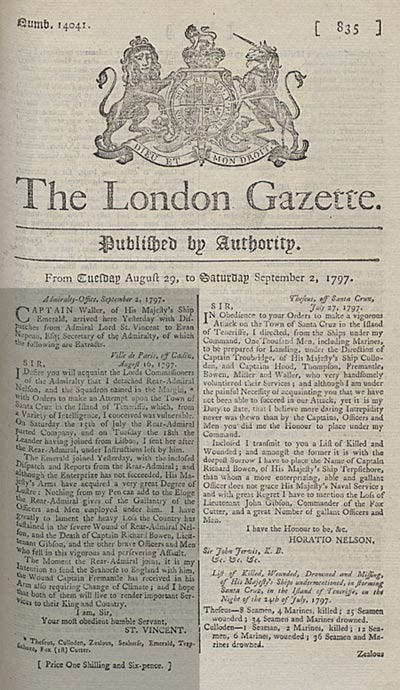 Numb. 14041.
[ 835 ]
DIEU ET MON DROIT
The London Gazette.
Publiſhed by Authority.
From Tueſday Auguſt 29, to Saturday September 2, 1797.
Admiralty-Office, September 2, 1797.
CAPTAIN Waller, of His Majeſty's Ship
Emerald, arrived here Yeſterday with Diſ-
patches from Admiral Lord St. Vincent to Evan
Nepean, Eſq; Secretary of the Admiralty, of which
the following are Extracts.
Ville de Paris, off Cadiz,
Auguſt 16, 1797.
SIR,
I Deſire you will acquaint the Lords Commiſſioners
of the Admiralty that I detached Rear-Admiral
Nelſon, and the Squadron named in the Margin, *
with Orders to make an Attempt upon the Town of
Santa Cruz in the Iſland of Teneriffe, which, from
a Variety of Intelligence, I conceived was vulnerable.
On Saturday the 15th of July the Rear-Admiral
parted Company, and on Tueſday the 18th the
Leander having joined from Liſbon, I ſent her after
the Rear-Admiral, under Inſtructions left by him.
The Emerald joined Yeſterday, with the incloſed
Diſpatch and Reports from the Rear-Admiral; and
although the Enterprize has not ſucceeded, His Ma-
jeſty's Arms have acquired a very great Degree of
Luſtre: Nothing from my Pen can add to the Eloge
the Rear-Admiral gives of the Gallantry of the
Officers and Men employed under him. I have
greatly to lament the heavy Loſs the Country has
ſuſtained in the ſevere Wound of Rear-Admiral Nel-
ſon, and the Death of Captain Richard Bowen, Lieu-
tenant Gibſon, and the other brave Officers and Men
who fell in this vigorous and perſevering Aſſault.
The Moment the Rear-Admiral joins, it is my
Intention to ſend the Seahorſe to England with him,
the Wound Captain Fremantle has received in his
Arm alſo requiring Change of Climate; and I hope
that both of them will live to render important Ser-
vices to their King and Country.
I am, Sir,
Your moſt obedient humble Servant,
ST. VINCENT.
* Theſeus, Culloden, Zealous, Seahorſe, Emerald, Terp-
ſichore, Fox (1ſt) Cutter.
[ Price One Shilling and Six-pence. ]
Theſeus, off Santa Cruz,
July 27, 1797.
SIR,
IN Obedience to your Orders to make a vigorous
Attack on the Town of Santa Cruz in the Iſland
of Teneriffe, I directed, from the Ships under my
Command, One Thouſand Men, including Marines,
to be prepared for Landing, under the Direction of
Captain Troubridge, of His Majeſty's Ship Cullo-
den, and Captains Hood, Thompſon, Fremantle,
Bowen, Miller and Waller, who very handſomely
volunteered their Services; and although I am under
the painful Neceſſity of acquainting you that we have
not been able to ſucceed in our Attack, yet it is my
Duty to ſtate, that I believe more daring Intrepidity
never was ſhewn than by the Captains, Officers and
Men you did me the Honour to place under my
Command.
Incloſed I tranſmit to you a Liſt of Killed and
Wounded; and amongſt the former it is with the
deepeſt Sorrow I have to place the Name of Captain
Richard Bowen, of His Majeſty's Ship Terpſichore,
than whom a more enterprizing, able and gallant
Officer does not grace His Majeſty's Naval Service;
and with great Regret I have to mention the Loſs of
Lieutenant John Gibſon, Commander of the Fox
Cutter, and a great Number of gallant Officers and
Men.
I have the Honour to be, &c.
HORATIO NELSON.
Sir John Jervis, K. B.
&c. &c. &c.
Liſt of Killed, Wounded, Drowned and Miſſing,
of His Majeſty's Ships undermentioned, in ſtorming
Santa Cruz, in the Iſland of Teneriffe, on the
Night of the 24th of July, 1797.
Theſeus—8 Seamen, 4 Marines, killed; 25 Seamen
wounded; 34 Seamen and Marines drowned.
Culloden—1 Seaman, 2 Marines, killed; 12 Sea-
men, 6 Marines, wounded; 36 Seamen and Ma-
rines drowned.
Zealous